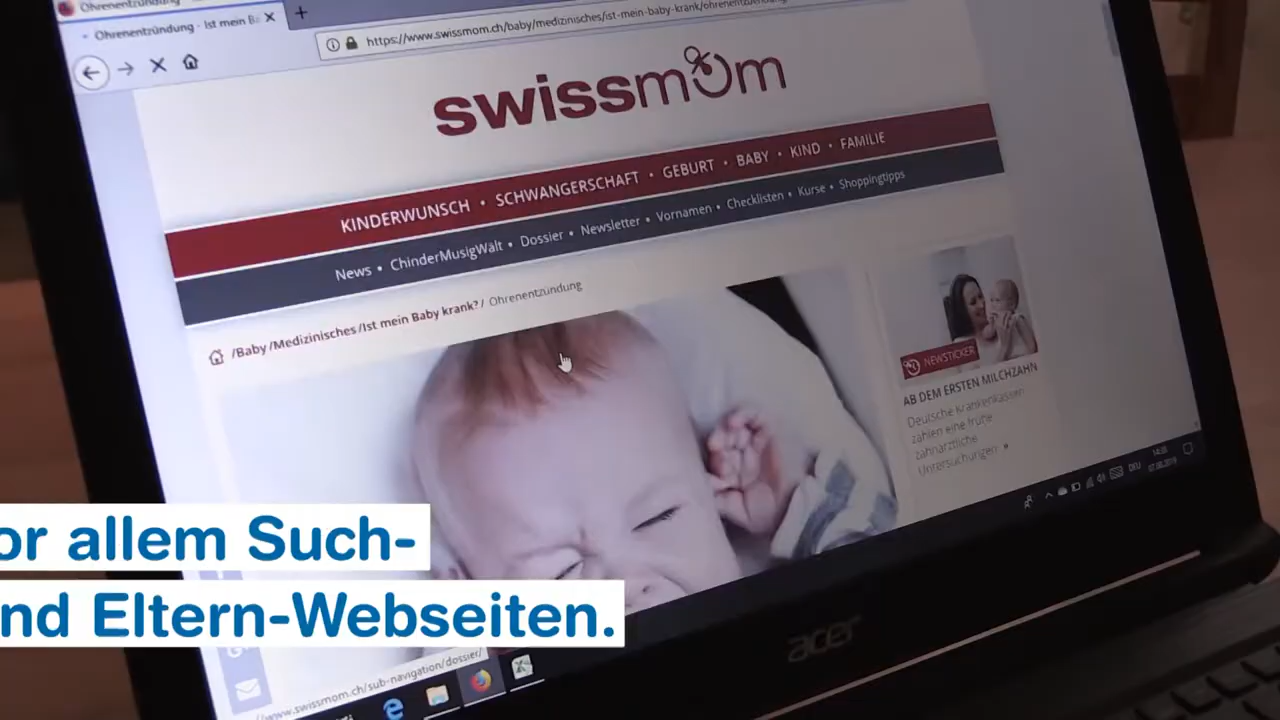 Ohrenentzündung
Ohrenentzündung - Ist mein Ba
https://www.swissmom.ch/baby/medizinisches/ist-mein-baby-krank/ohrenentzuendung/
swissmom
KINDERWUNSCH • SCHWANGERSCHAFT • GEBURT • BABY • KIND • FAMILIE
News • ChinderMusigWält • Dossier • Newsletter • Vornamen • Checklisten • Kurse • Shoppingtipps
/Baby /Medizinisches /Ist mein Baby krank? / Ohrenentzündung
NEWSTICKER
AB DEM ERSTEN MILCHZAHN
Deutsche Krankenkassen
zahlen eine frühe
zahnärztliche
Untersuchungen
or allem Such-
nd Eltern-Webseiten.
G+
//www.swissmom.ch/sub-navigation/dossier/
DEU
acer